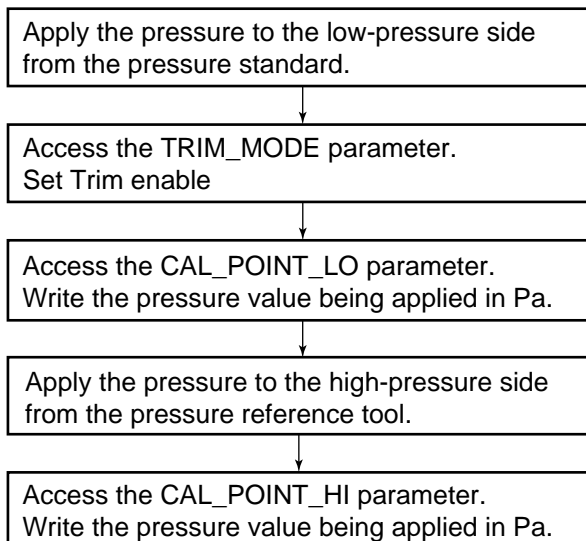 Apply the pressure to the low-pressure side
from the pressure standard.
Access the TRIM_MODE parameter.
Set Trim enable
Access the CAL_POINT_LO parameter.
Write the pressure value being applied in Pa.
Apply the pressure to the high-pressure side
from the pressure reference tool.
Access the CAL_POINT_HI parameter.
Write the pressure value being applied in Pa.